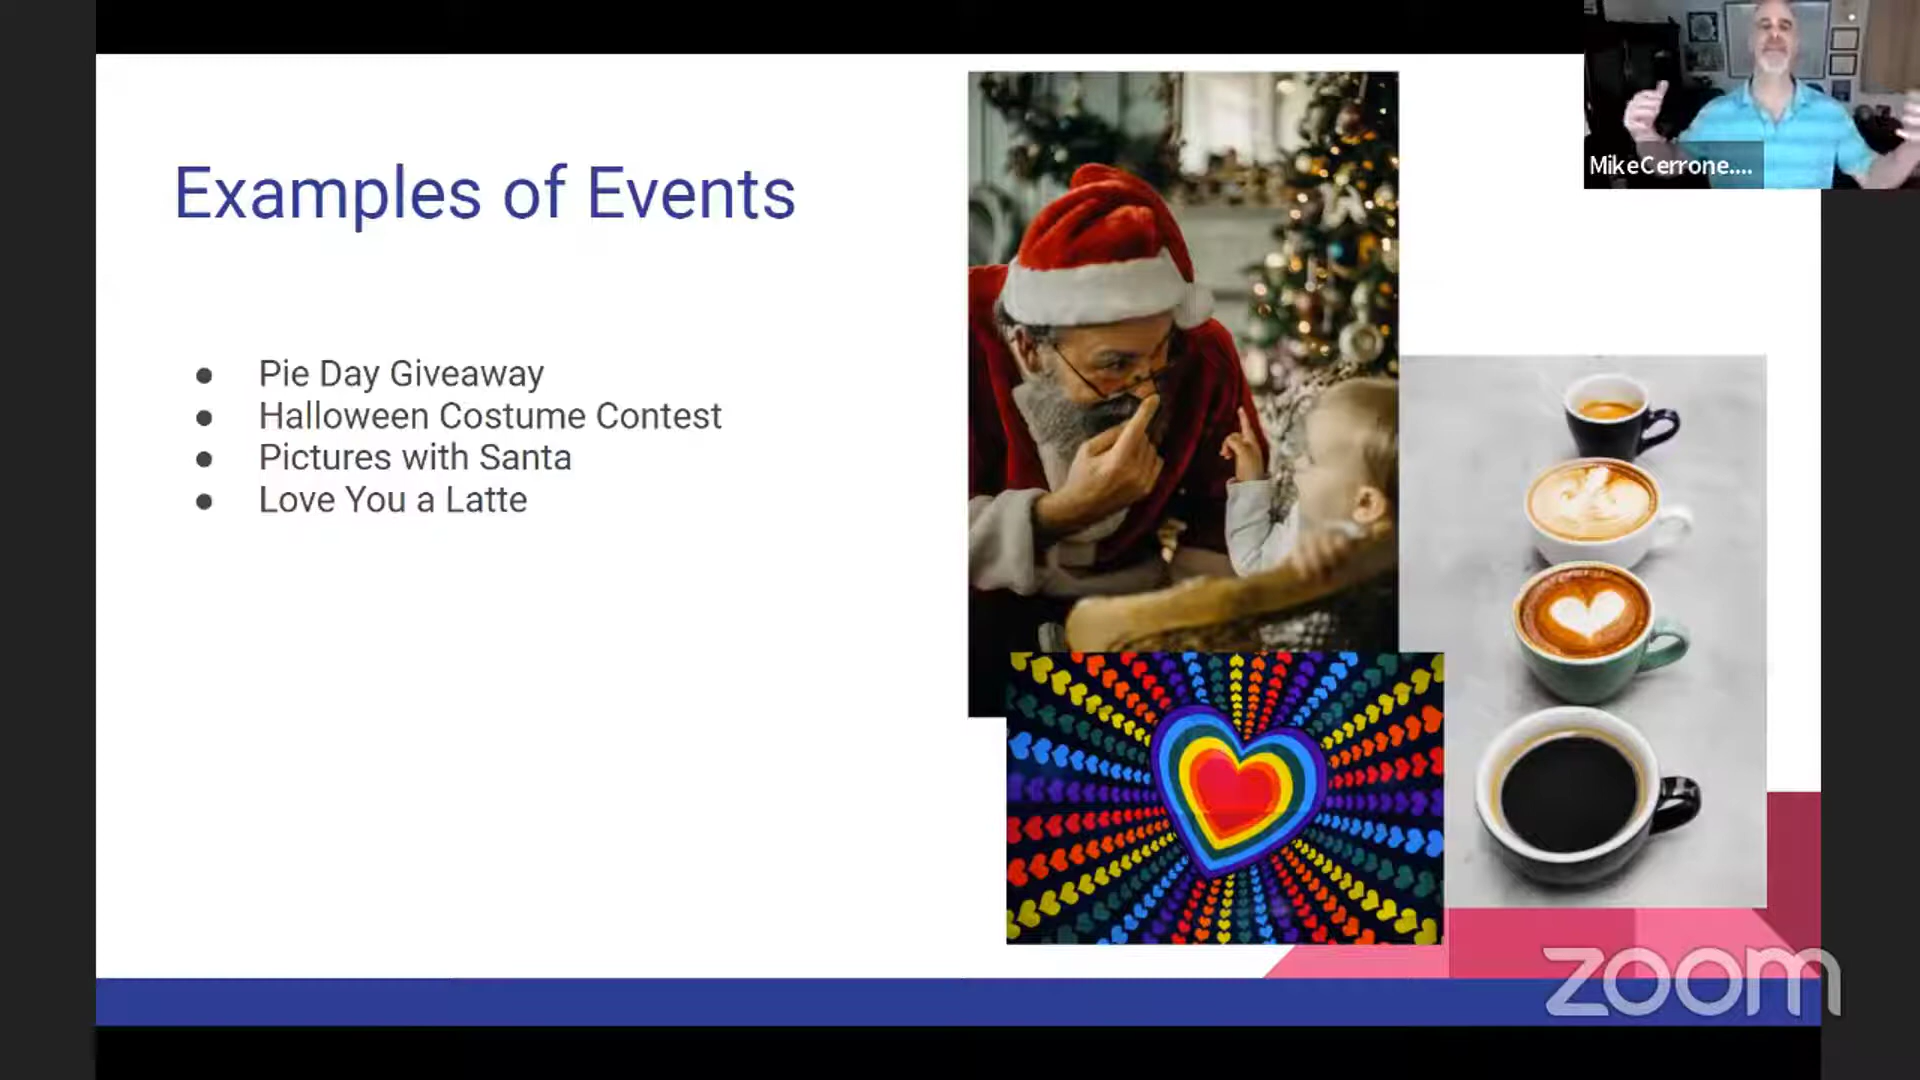 MikeCerrone....
Examples of Events
● Pie Day Giveaway
● Halloween Costume Contest
● Pictures with Santa
● Love You a Latte
zoom